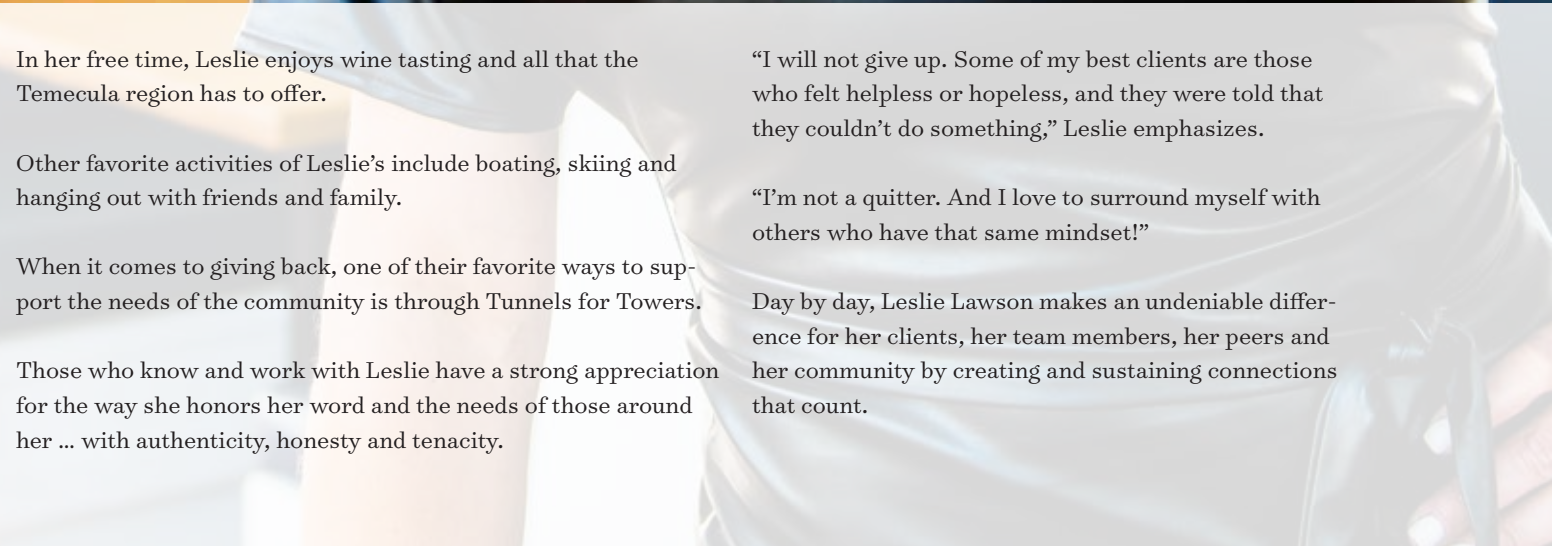 In her free time, Leslie enjoys wine tasting and all that the
Temecula region has to offer.
Other favorite activities of Leslie’s include boating, skiing and
hanging out with friends and family.
When it comes to giving back, one of their favorite ways to sup-
port the needs of the community is through Tunnels for Towers.
Those who know and work with Leslie have a strong appreciation
for the way she honors her word and the needs of those around
her ... with authenticity, honesty and tenacity.
“I will not give up. Some of my best clients are those
who felt helpless or hopeless, and they were told that
they couldn’t do something,” Leslie emphasizes.
“I’m not a quitter. And I love to surround myself with
others who have that same mindset!”
Day by day, Leslie Lawson makes an undeniable differ-
ence for her clients, her team members, her peers and
her community by creating and sustaining connections
that count.